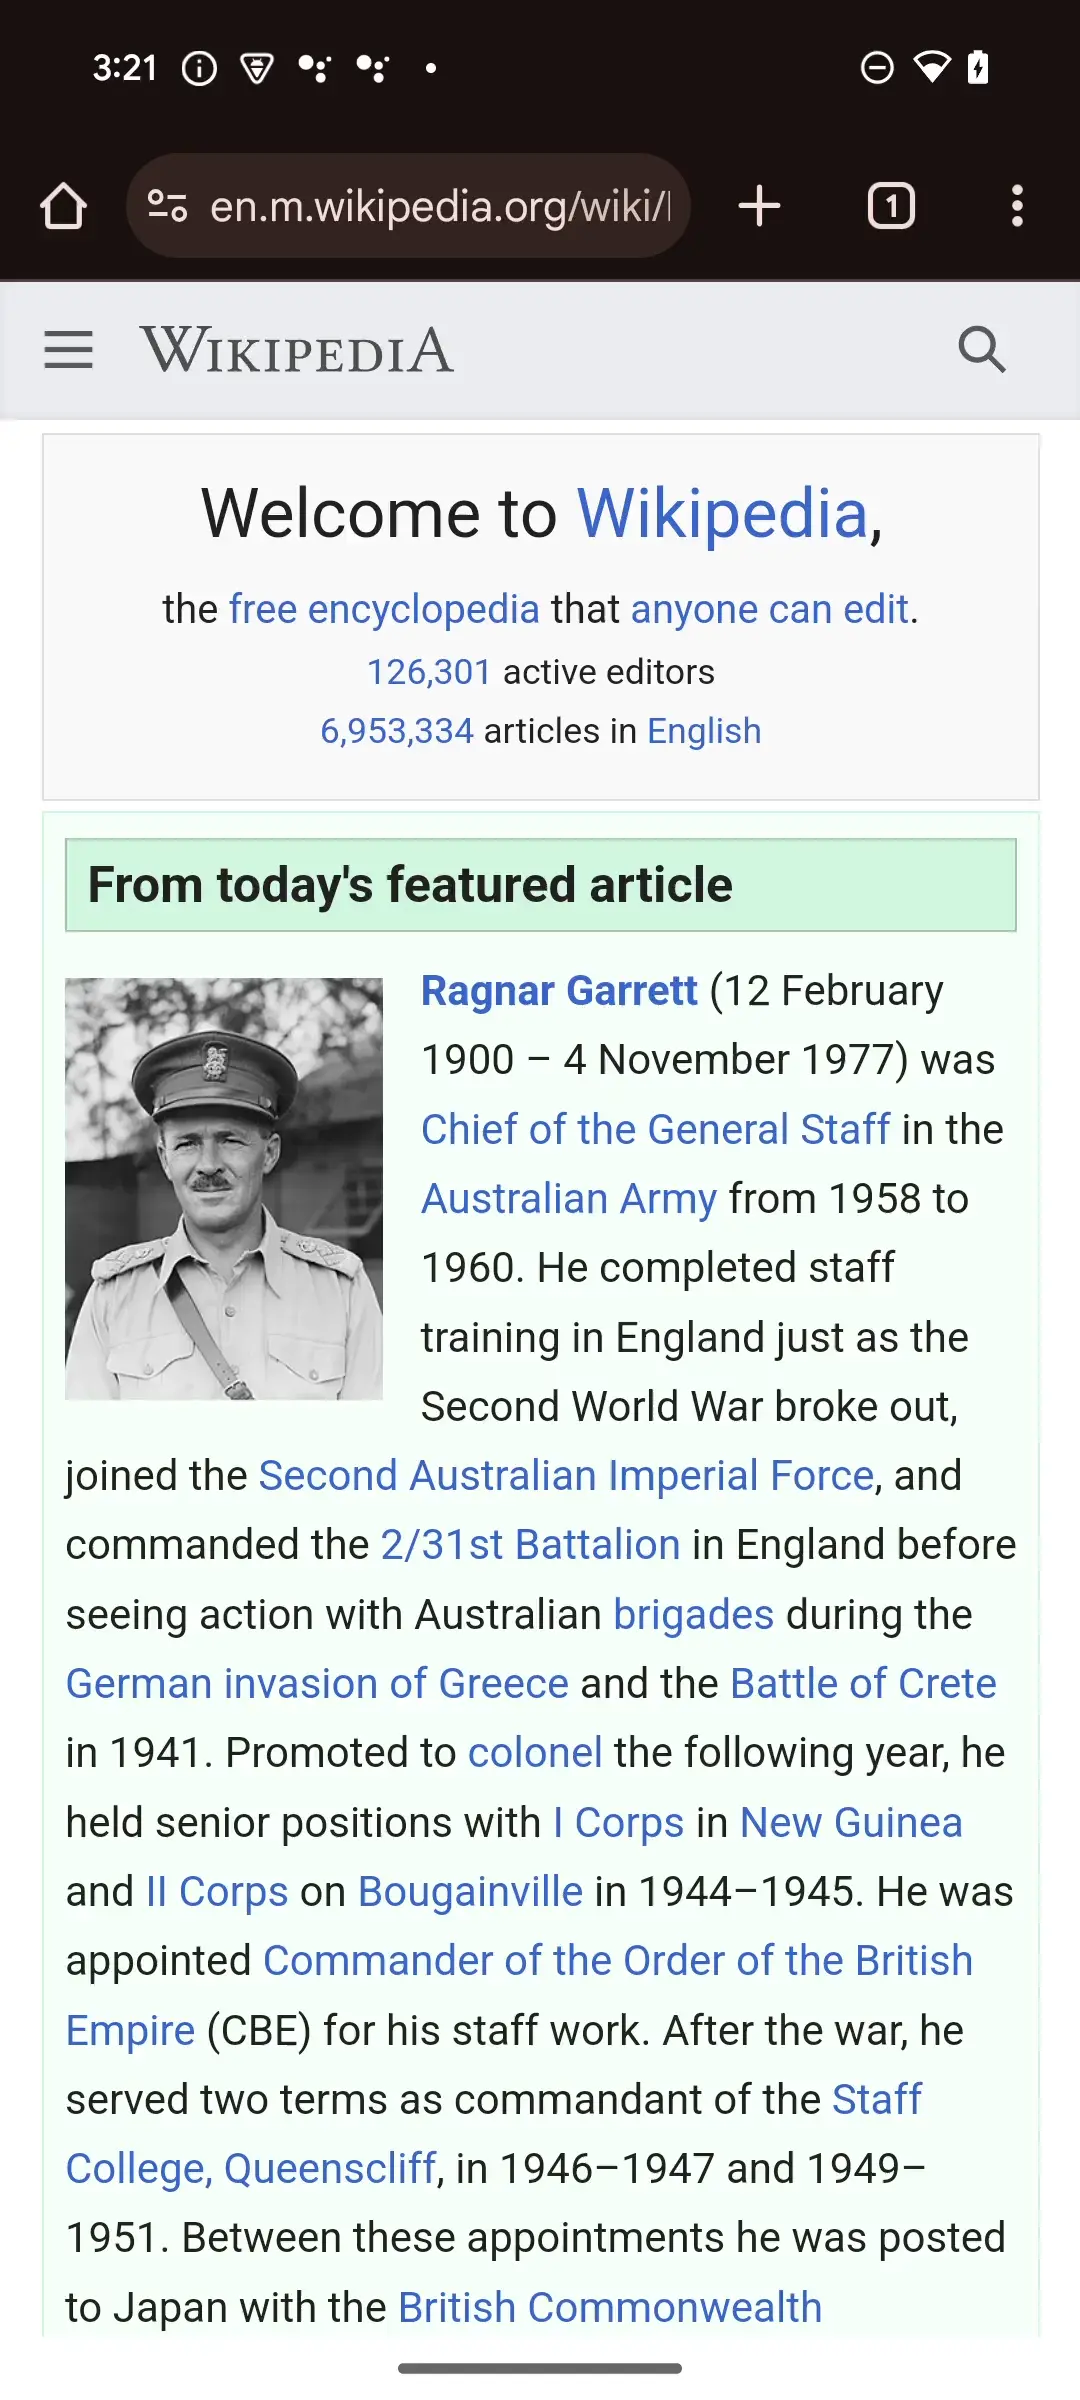 3:21
en.m.wikipedia.org/wiki/
1
WIKIPEDIA
Welcome to Wikipedia,
the free encyclopedia that anyone can edit.
126,301 active editors
6,953,334 articles in English
From today's featured article
Ragnar Garrett (12 February
1900 – 4 November 1977) was
Chief of the General Staff in the
Australian Army from 1958 to
1960. He completed staff
training in England just as the
Second World War broke out,
joined the Second Australian Imperial Force, and
commanded the 2/31st Battalion in England before
seeing action with Australian brigades during the
German invasion of Greece and the Battle of Crete
in 1941. Promoted to colonel the following year, he
held senior positions with I Corps in New Guinea
and II Corps on Bougainville in 1944–1945. He was
appointed Commander of the Order of the British
Empire (CBE) for his staff work. After the war, he
served two terms as commandant of the Staff
College, Queenscliff, in 1946–1947 and 1949–
1951. Between these appointments he was posted
to Japan with the British Commonwealth